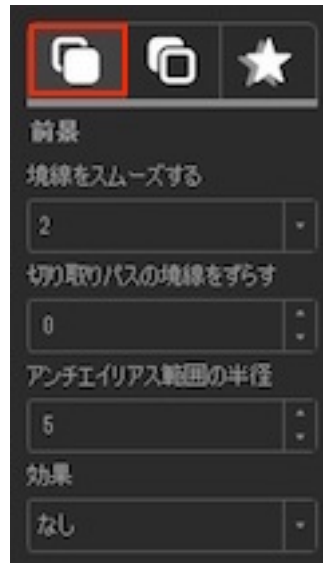 前景
境線をスムーズする
2
切り取りパスの境線をずらす
0
アンチエイリアス範囲の半径
5
効果
なし